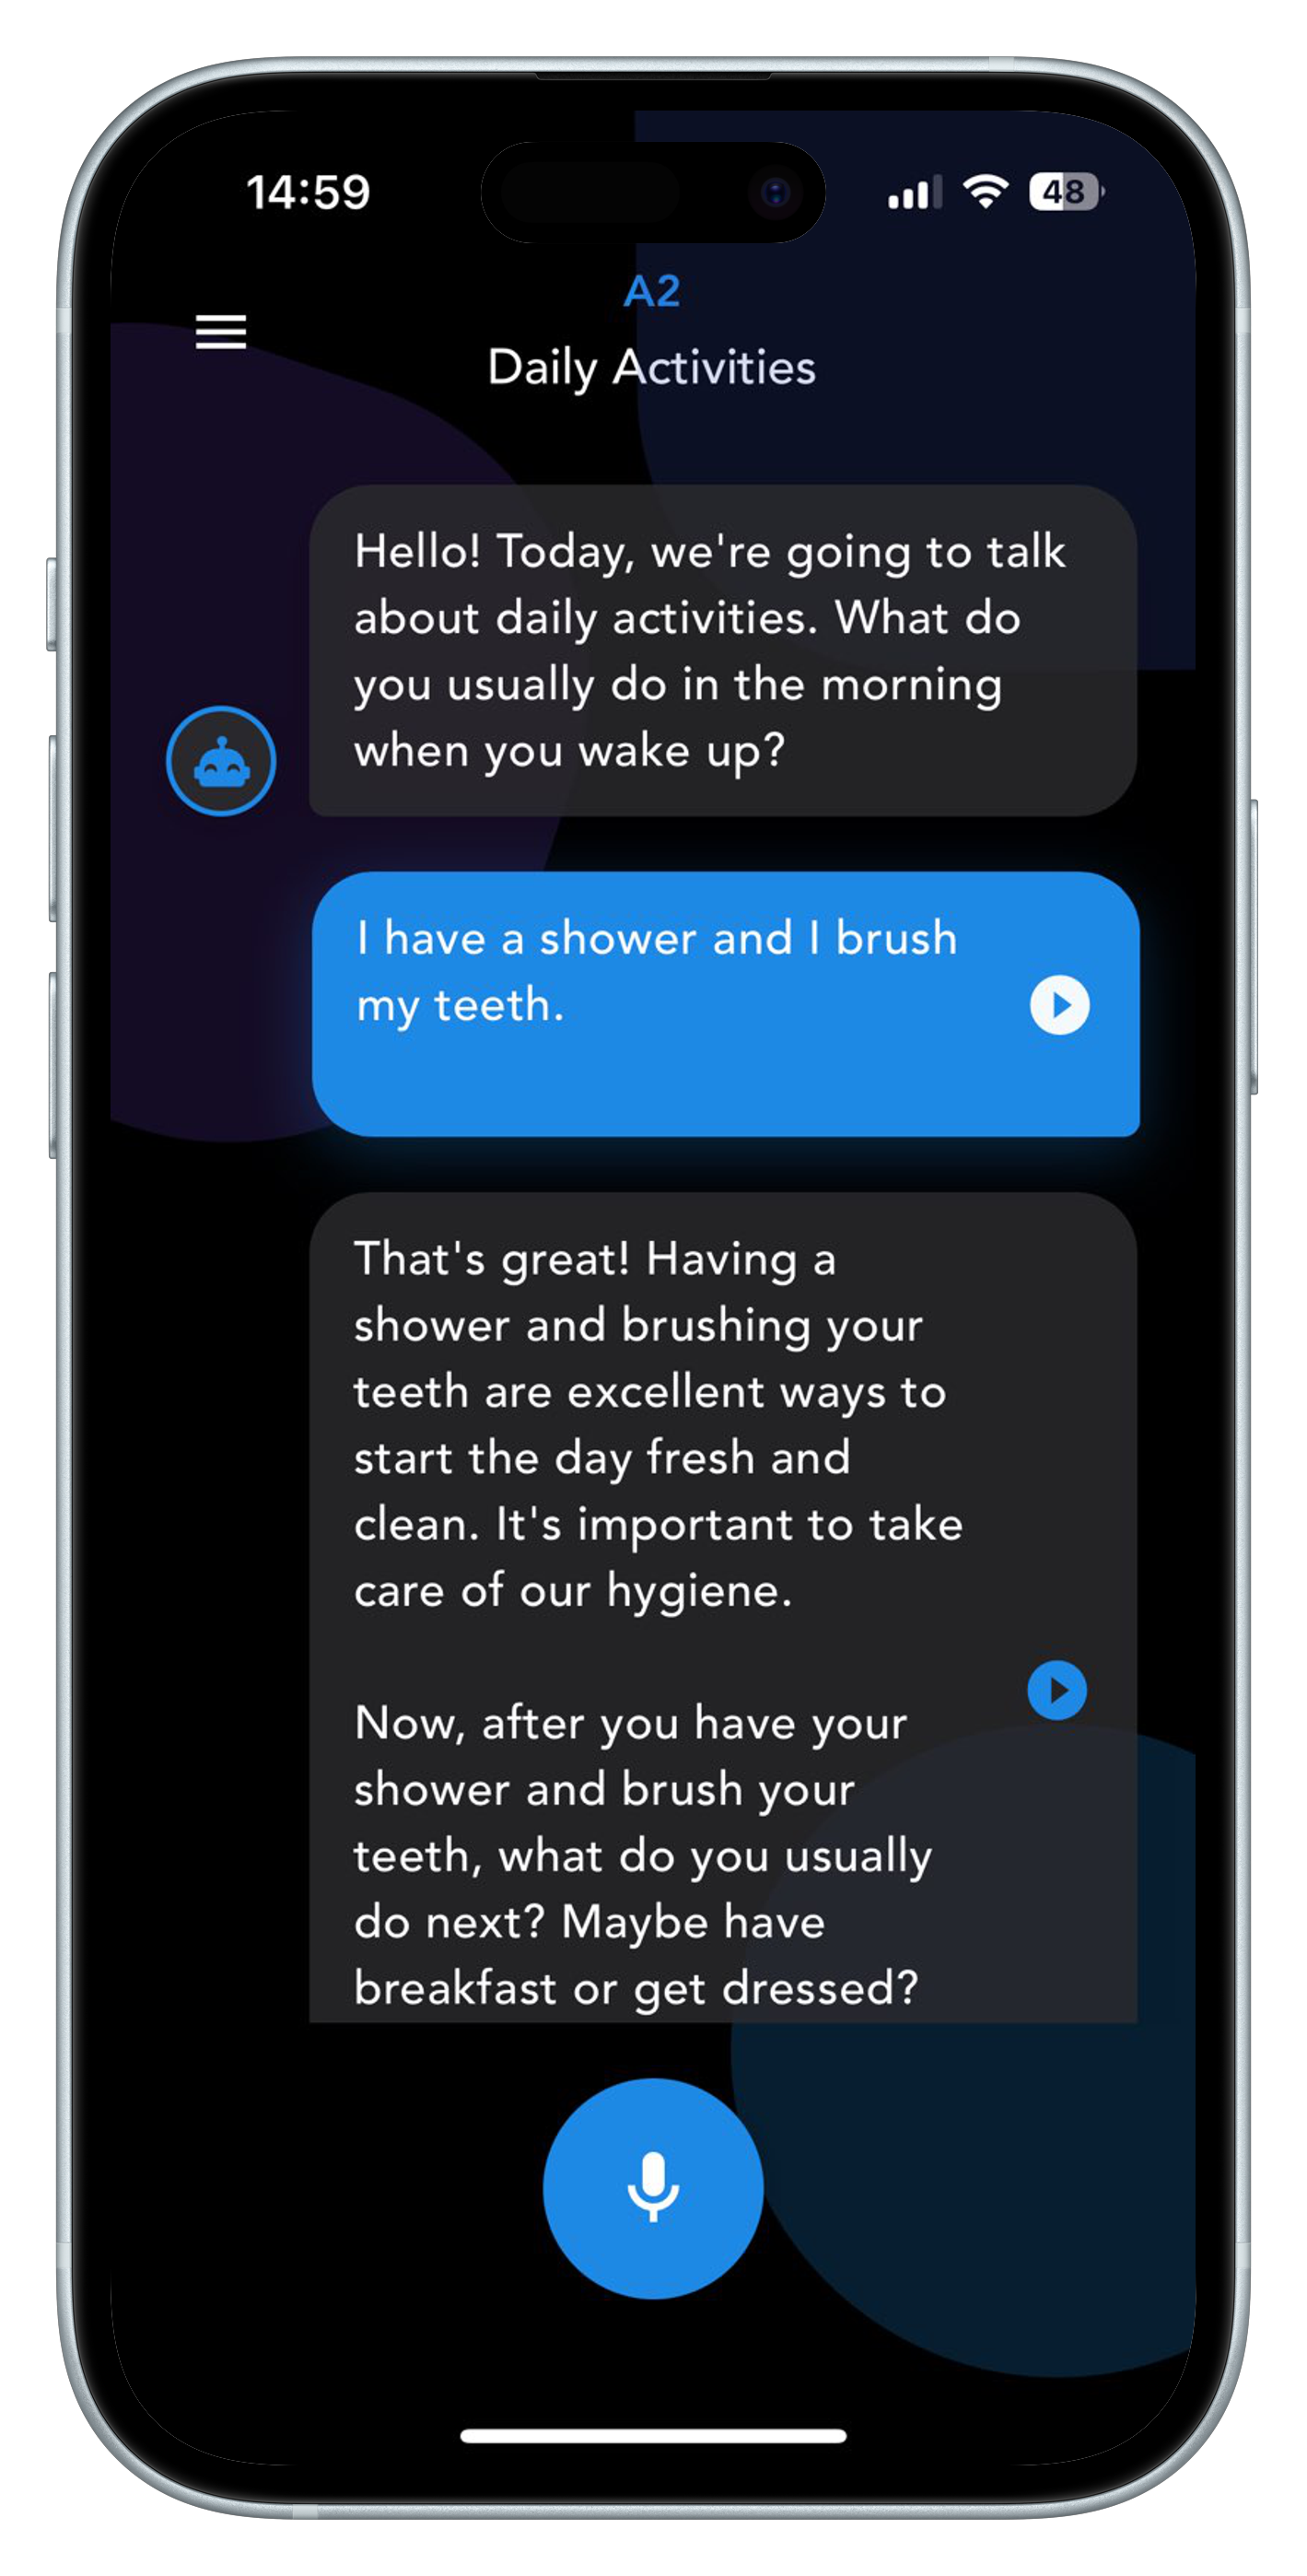 14:59
48
A2
Daily Activities
Hello! Today, we're going to talk
about daily activities. What do
you usually do in the morning
when you wake up?
I have a shower and I brush
my teeth.
That's great! Having a
shower and brushing your
teeth are excellent ways to
start the day fresh and
clean. It's important to take
care of our hygiene.
Now, after you have your
shower and brush your
teeth, what do you usually
do next? Maybe have
breakfast or get dressed?